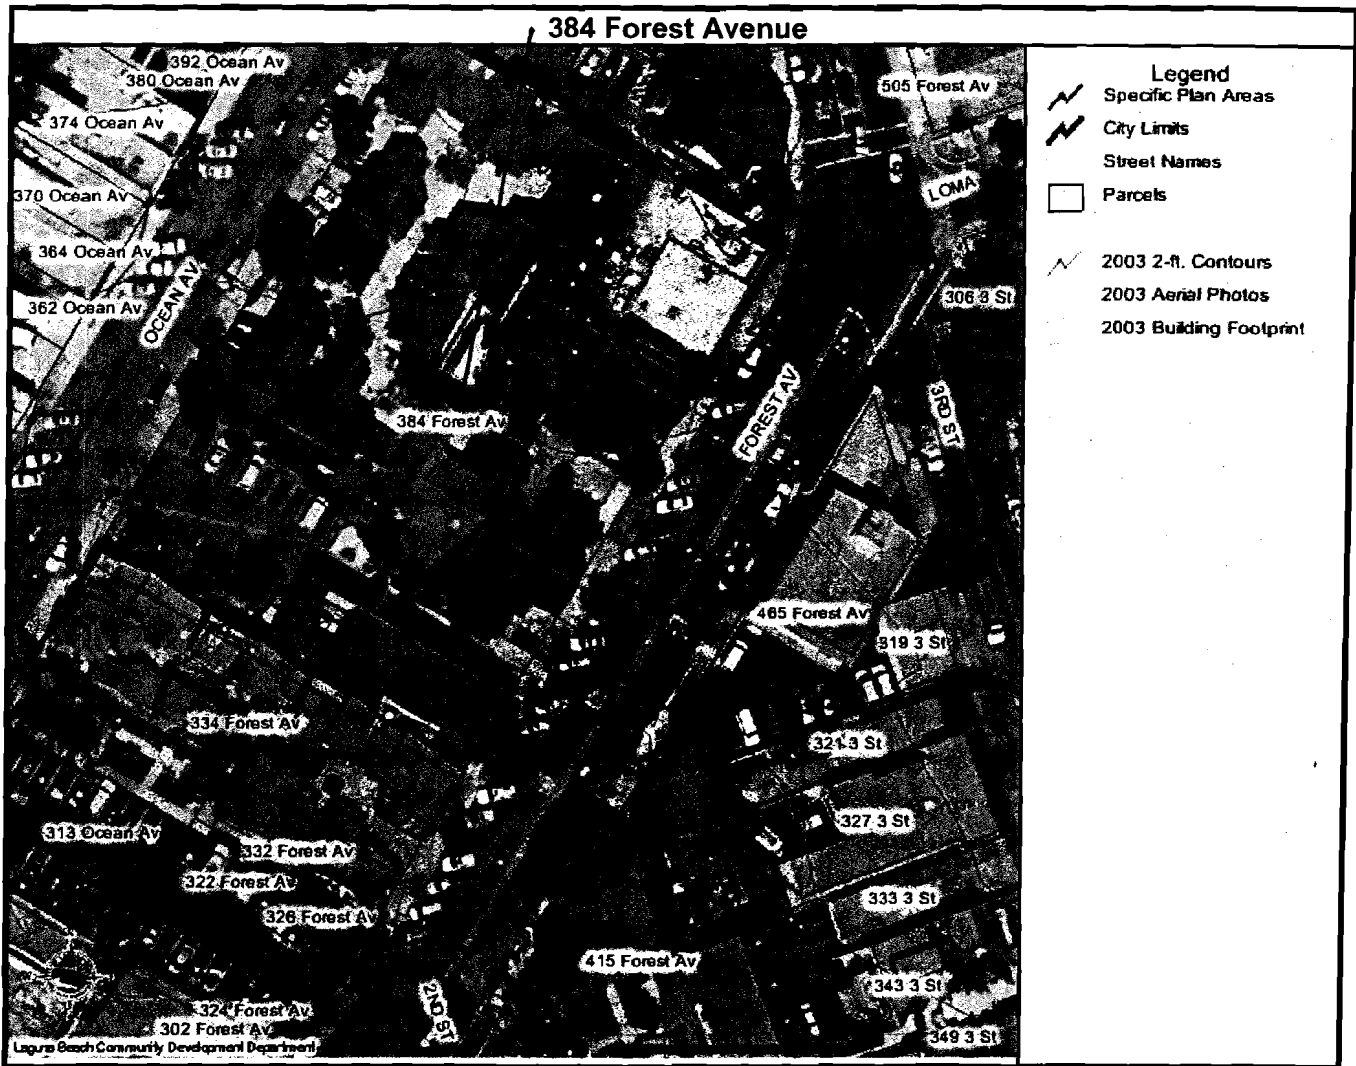 384 Forest Avenue
392 Ocean Av
380 Ocean Av
374 Ocean Av
370 Ocean Av
364 Ocean Av
362 Ocean Av
OCEAN AV
505 Forest Av
LOMA
306 3 St
384 Forest Av
FOREST AV
3RD ST
465 Forest Av
319 3 St
334 Forest Av
321 3 St
313 Ocean Av
327 3 St
332 Forest Av
322 Forest Av
326 Forest Av
333 3 St
415 Forest Av
343 3 St
324 Forest Av
302 Forest Av
2ND ST
349 3 St
Laguna Beach Community Development Department
Legend
Specific Plan Areas
City Limits
Street Names
Parcels
2003 2-ft. Contours
2003 Aerial Photos
2003 Building Footprint